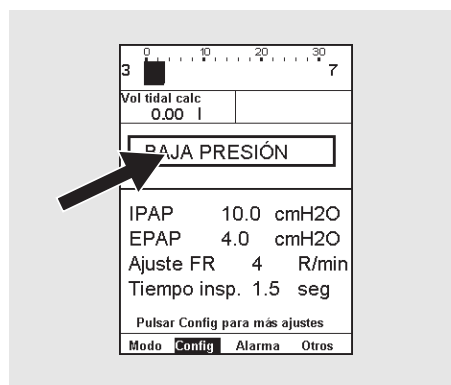 0 10 20 30
3 7
Vol tidal calc
0.00 l
BAJA PRESIÓN
IPAP 10.0 cmH2O
EPAP 4.0 cmH2O
Ajuste FR 4 R/min
Tiempo insp. 1.5 seg
Pulsar Config para más ajustes
Modo Config Alarma Otros